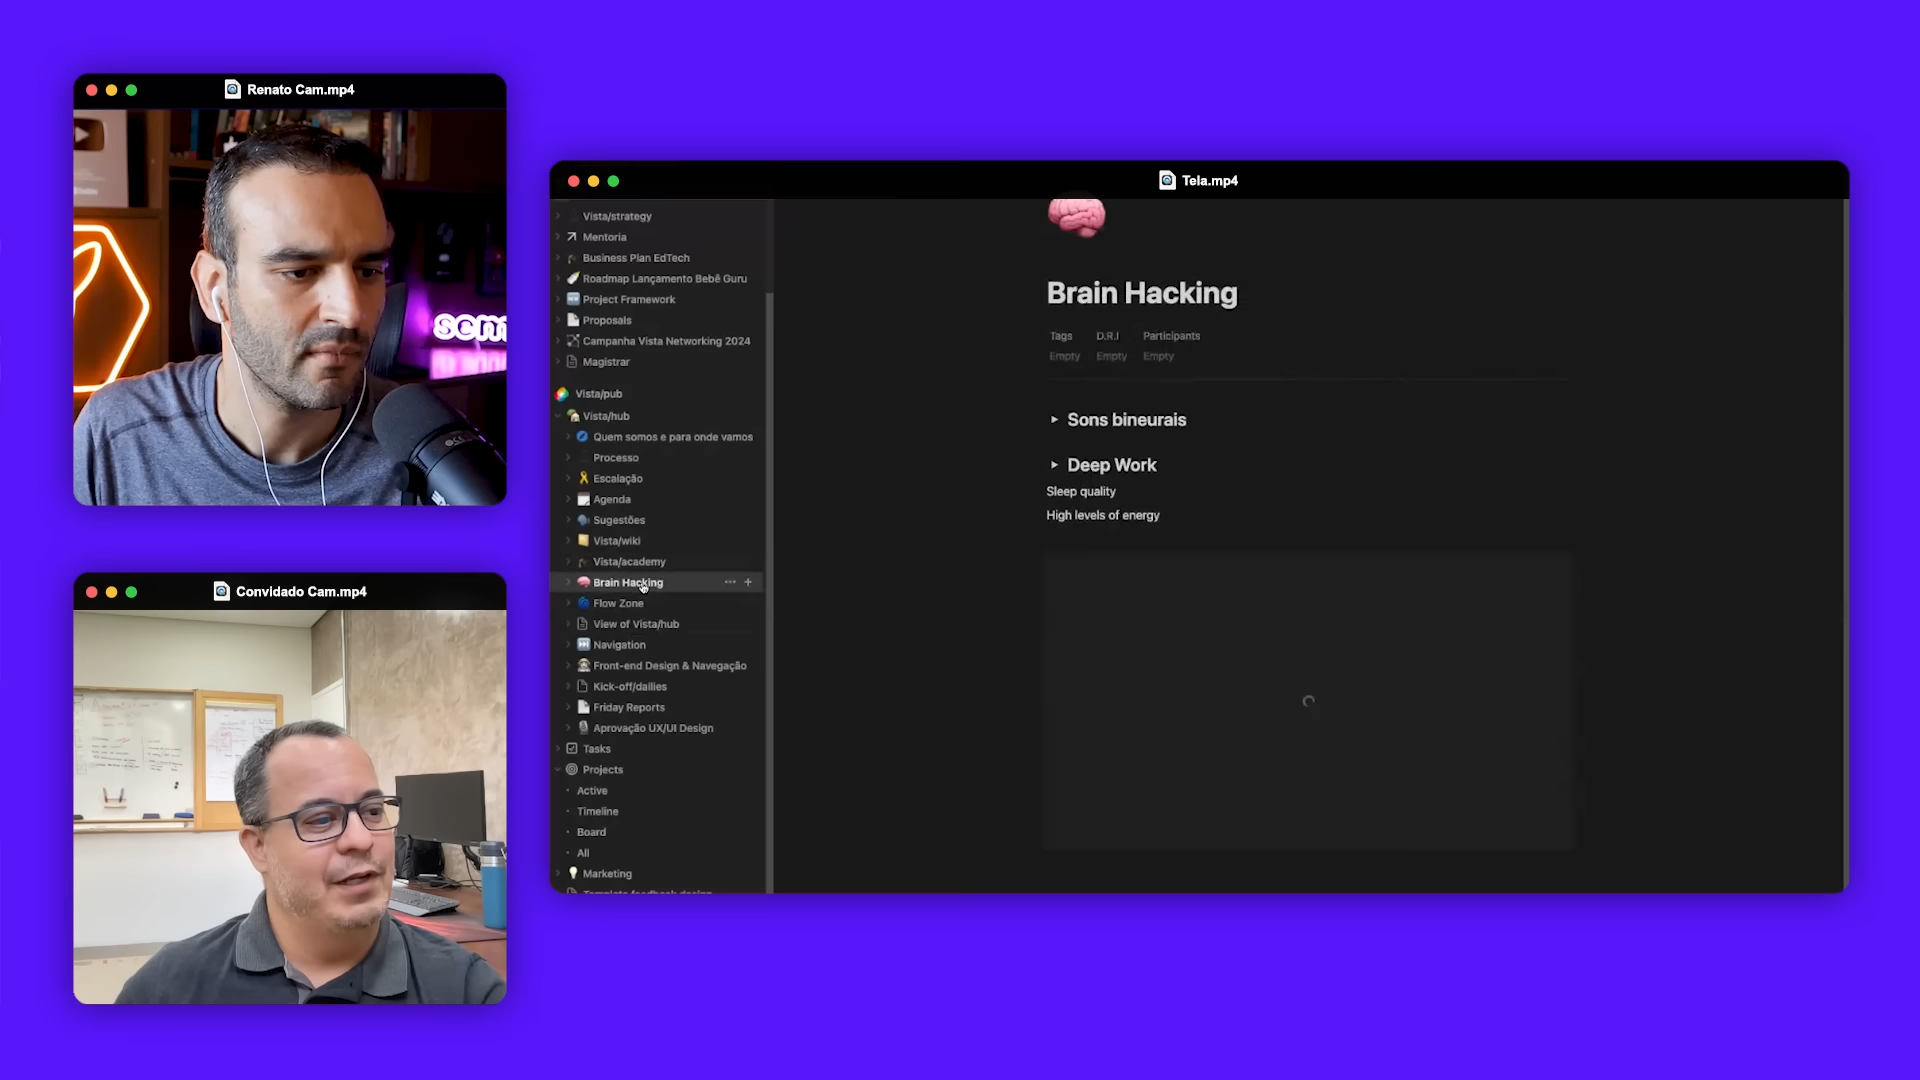 Renato Cam.mp4
sem
Convidado Cam.mp4
Tela.mp4
Vista/strategy
Mentoria
Business Plan EdTech
Roadmap Lançamento Bebê Guru
Project Framework
Proposals
Campanha Vista Networking 2024
Magistrar
Vista/pub
Vista/hub
Quem somos e para onde vamos
Processo
Escalação
Agenda
Sugestões
Vista/wiki
Vista/academy
Brain Hacking
Flow Zone
View of Vista/hub
Navigation
Front-end Design & Navegação
Kick-off/dailies
Friday Reports
Aprovação UX/UI Design
Tasks
Projects
Active
Timeline
Board
All
Marketing
Template feedback design
Brain Hacking
Tags D.R.I Participants
Empty Empty Empty
Sons bineurais
Deep Work
Sleep quality
High levels of energy